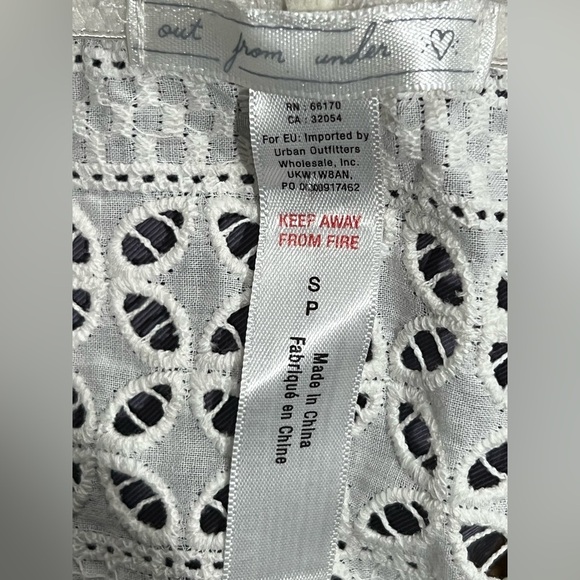 out from under
RN : 66170
CA : 32054
For EU: Imported by
Urban Outfitters
Wholesale, Inc.
UKW1W8AN,
PO 0000917462
KEEP AWAY
FROM FIRE
S
P
Made in China
Fabriqué en Chine